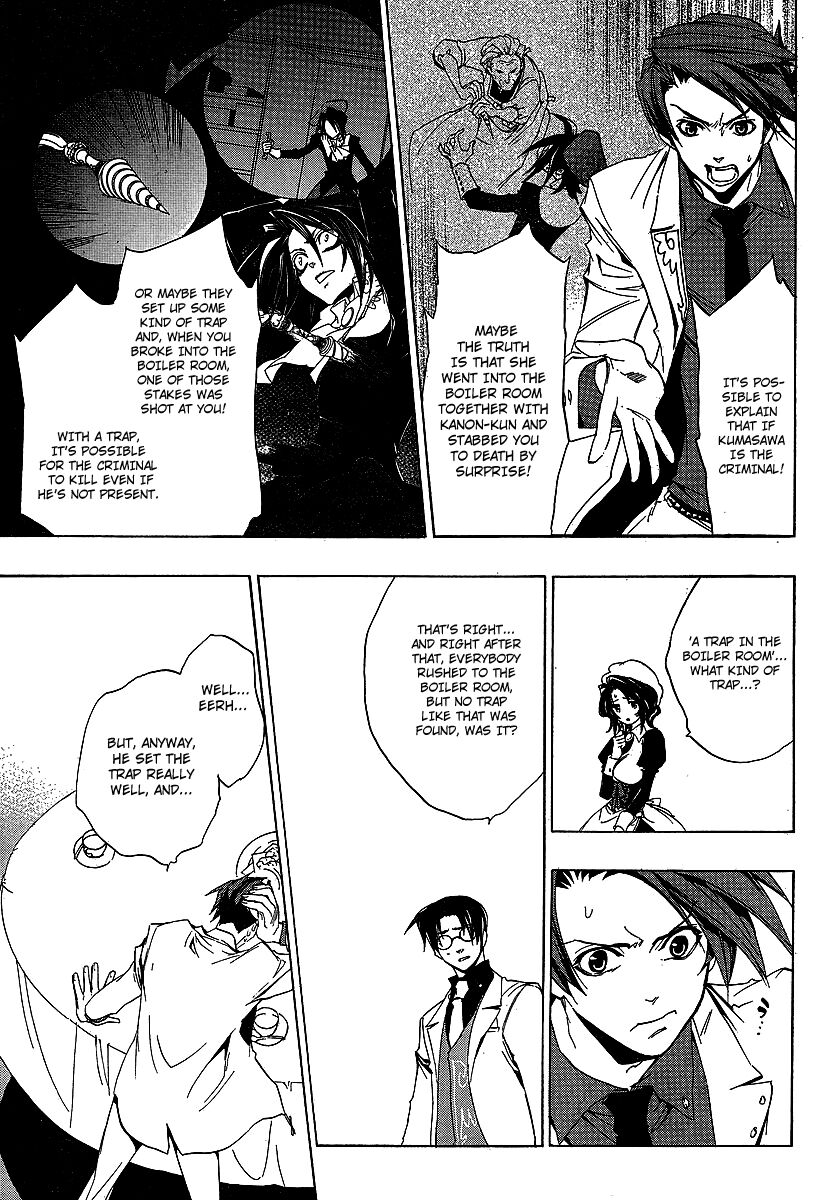 IT'S POS-
SIBLE TO
EXPLAIN
THAT IF
KUMASAWA
IS THE
CRIMINAL!
MAYBE
THE TRUTH
IS THAT SHE
WENT INTO THE
BOILER ROOM
TOGETHER WITH
KANON-KUN AND
STABBED YOU
TO DEATH BY
SURPRISE!
OR MAYBE THEY
SET UP SOME
KIND OF TRAP
AND, WHEN YOU
BROKE INTO THE
BOILER ROOM,
ONE OF THOSE
STAKES WAS
SHOT AT YOU!
WITH A TRAP,
IT'S POSSIBLE
FOR THE CRIMINAL
TO KILL EVEN IF
HE'S NOT PRESENT.
'A TRAP IN THE
BOILER ROOM'...
WHAT KIND OF
TRAP...?
THAT'S RIGHT...
AND RIGHT AFTER
THAT, EVERYBODY
RUSHED TO THE
BOILER ROOM,
BUT NO TRAP
LIKE THAT WAS
FOUND, WAS IT?
WELL...
EERH...
BUT, ANYWAY,
HE SET THE
TRAP REALLY
WELL, AND...